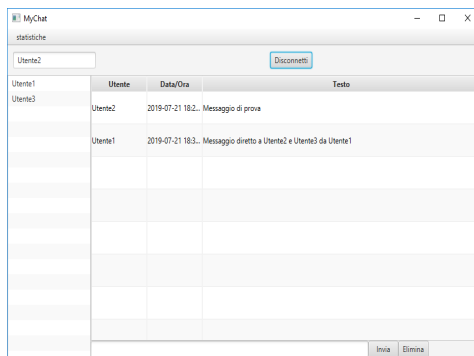 MyChat
statistiche
Utente2 Disconnetti
Utente1
Utente3
Utente Data/Ora Testo
Utente2 2019-07-21 18:2... Messaggio di prova
Utente1 2019-07-21 18:3... Messaggio diretto a Utente2 e Utente3 da Utente1
Invia Elimina